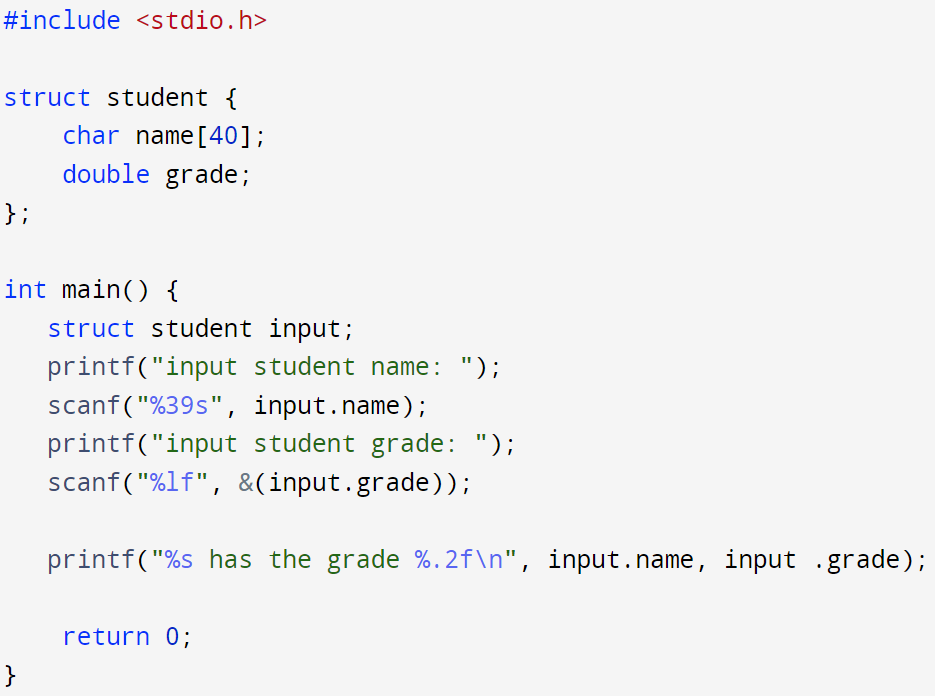 #include <stdio.h>

struct student {
    char name[40];
    double grade;
};

int main() {
   struct student input;
   printf("input student name: ");
   scanf("%39s", input.name);
   printf("input student grade: ");
   scanf("%lf", &(input.grade));

   printf("%s has the grade %.2f\n", input.name, input .grade);

    return 0;
}